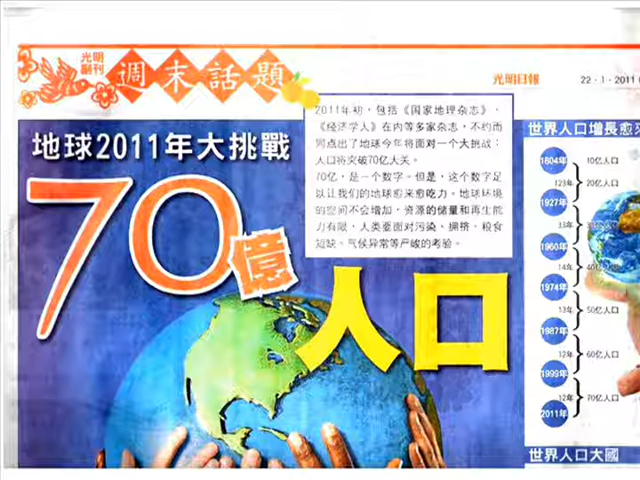 光明
副刊
週末話題
光明日報
22·1·2011
地球2011年大挑戰
70億
人口
2011年初，包括《国家地理杂志》、
《经济学人》在内等多家杂志，不约而
同点出了地球今年将面对一个大挑战：
人口将突破70亿大关。
70亿，是一个数字。但是，这个数字足
以让我们的地球愈来愈吃力。地球环境
的空间不会增加，资源的储量和再生能
力有限，人类要面对污染、拥挤、粮食
短缺、气候异常等严峻的考验。
世界人口增長愈
1804年
10亿人口
123年
20亿人口
1927年
33年
1960年
14年
1974年
13年
50亿人口
1987年
12年
60亿人口
1999年
12年
70亿人口
2011年
世界人口大國